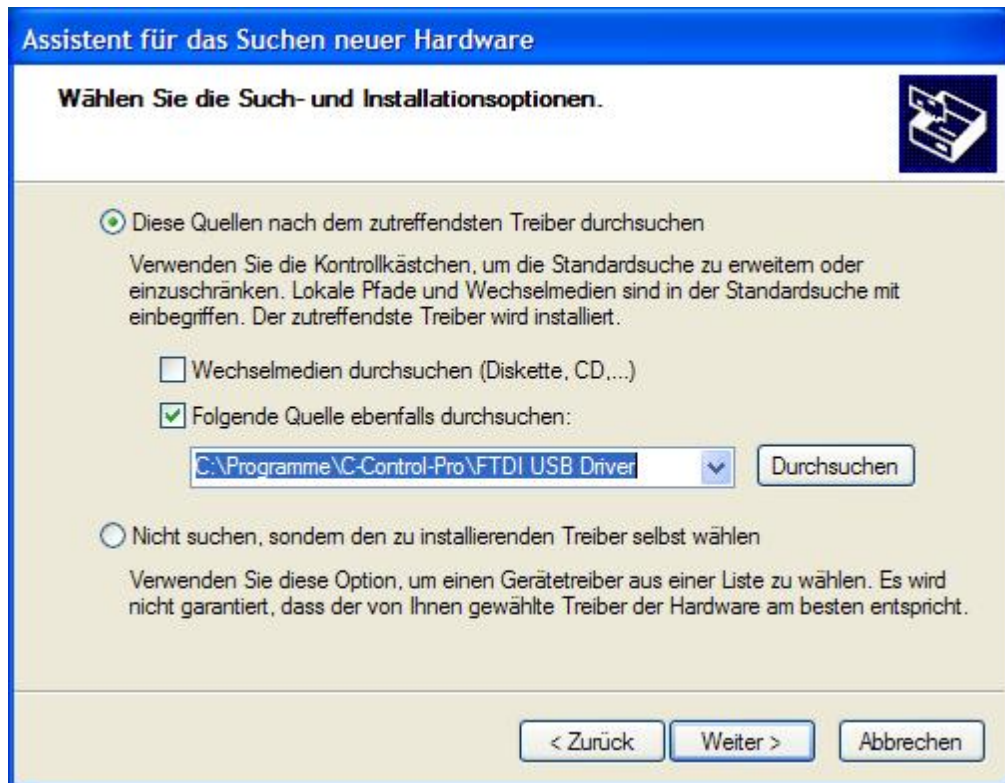 Assistent für das Suchen neuer Hardware
Wählen Sie die Such- und Installationsoptionen.
Diese Quellen nach dem zutreffendsten Treiber durchsuchen
Verwenden Sie die Kontrollkästchen, um die Standardsuche zu erweitern oder
einzuschränken. Lokale Pfade und Wechselmedien sind in der Standardsuche mit
einbegriffen. Der zutreffendste Treiber wird installiert.
Wechselmedien durchsuchen (Diskette, CD,...)
Folgende Quelle ebenfalls durchsuchen:
C:\Programme\C-Control-Pro\FTDI USB Driver
Durchsuchen
Nicht suchen, sondern den zu installierenden Treiber selbst wählen
Verwenden Sie diese Option, um einen Gerätetreiber aus einer Liste zu wählen. Es wird
nicht garantiert, dass der von Ihnen gewählte Treiber der Hardware am besten entspricht.
< Zurück
Weiter >
Abbrechen